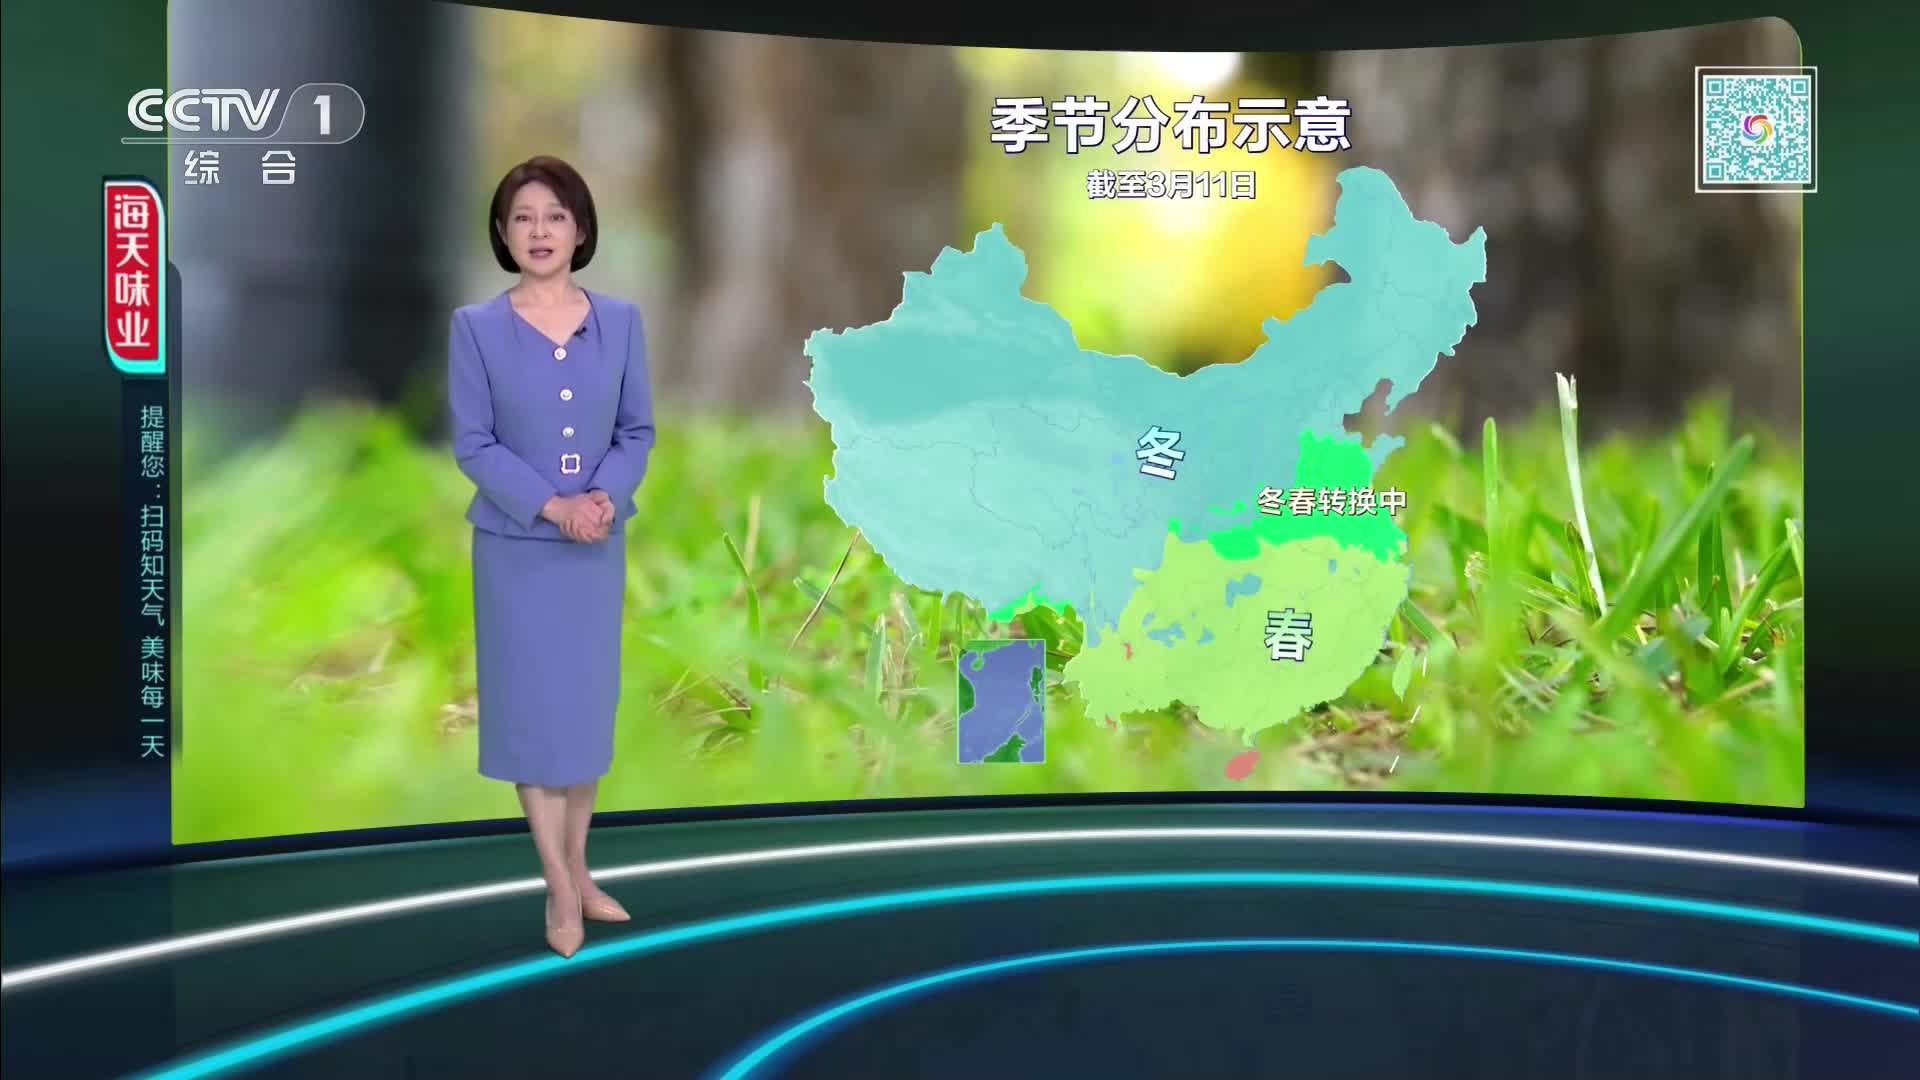 CCTV 1
综 合
海天味业
提醒您：扫码知天气 美味每一天
季节分布示意
截至3月11日
冬
冬春转换中
春